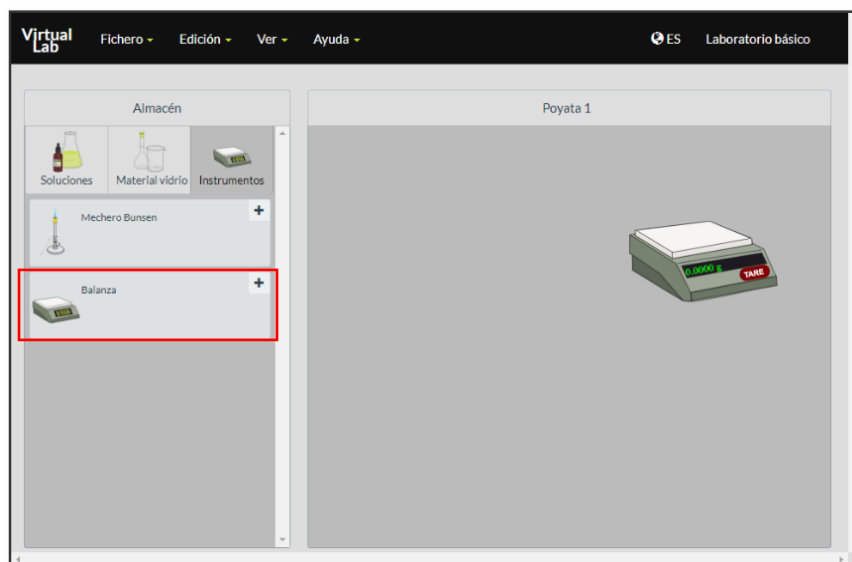 Virtual Lab Fichero Edición Ver Ayuda ES Laboratorio básico
Almacén
Poyata 1
Soluciones Material vidrio Instrumentos
Mechero Bunsen +
Balanza +
0.0000 g TARE